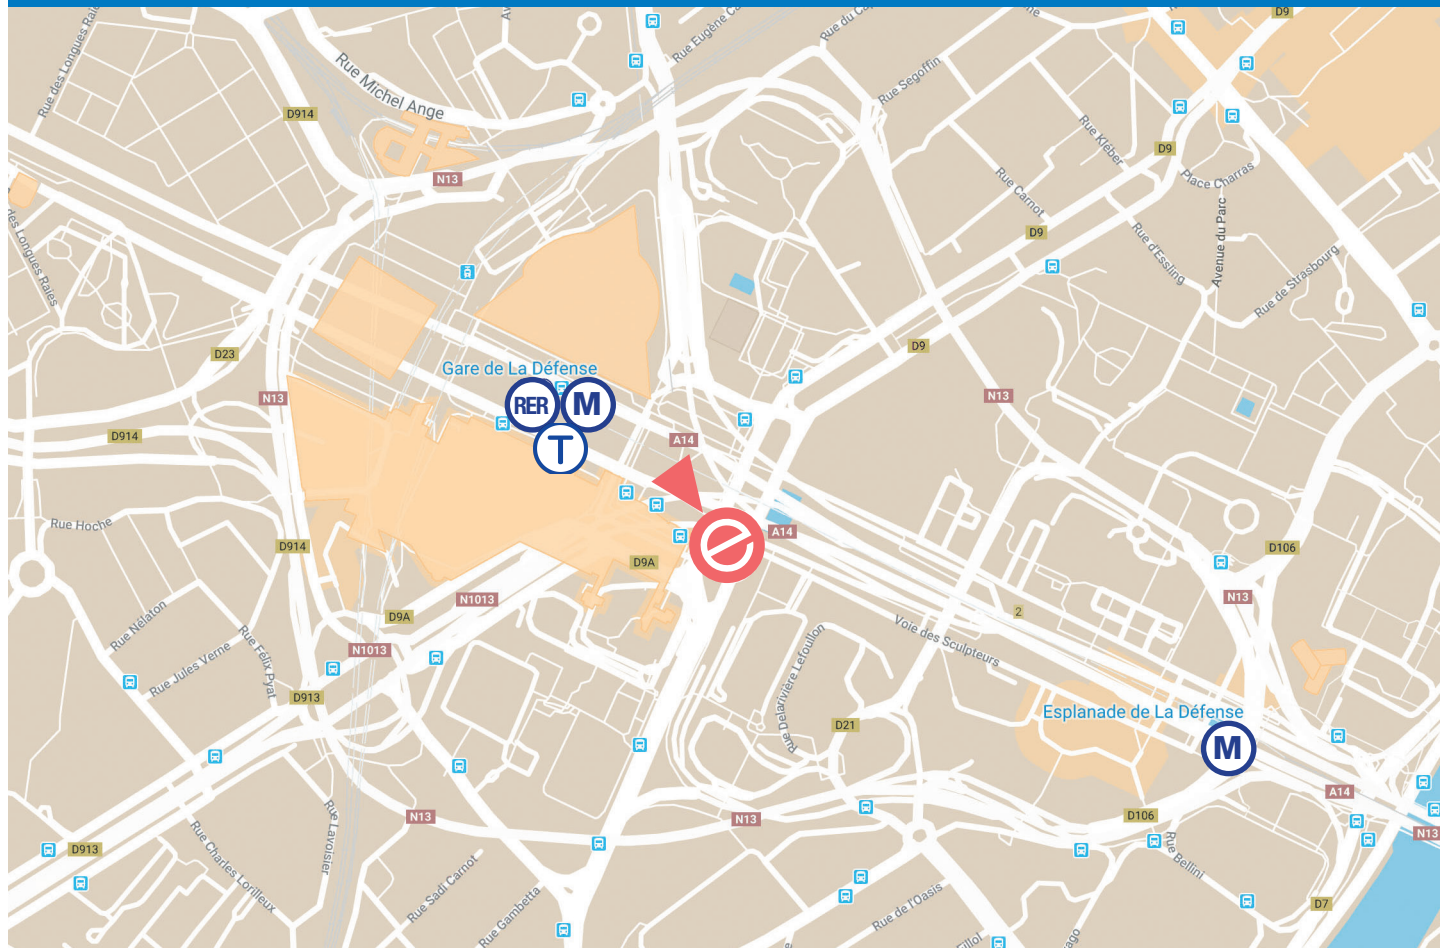 D9
Rue Eugène
Rue du
Rue des Longues Raies
Rue Michel Ange
Rue Segoffin
D914
Rue Kléber
D9
Place Charras
N13
Rue Carnot
Avenue du Parc
D9
Rue d'Essling
des Longues Raies
Rue de Strasbourg
D23
D9
Gare de La Défense
N13
RER
M
N13
D914
A14
T
Rue Hoche
A14
D914
D9A
D106
N1013
N13
D9A
2
Rue Nélaton
Voie des Sculpteurs
Rue Jules Verne
Rue Félix Pyat
N1013
Rue Delarivière Lefoullon
D913
Esplanade de La Défense
D21
M
A14
N13
N13
D106
N13
Rue Lavoisier
D913
Rue Charles Lorilleux
Rue Bellini
Rue Sadi Carnot
Rue Gambetta
Rue de l'Oasis
D7